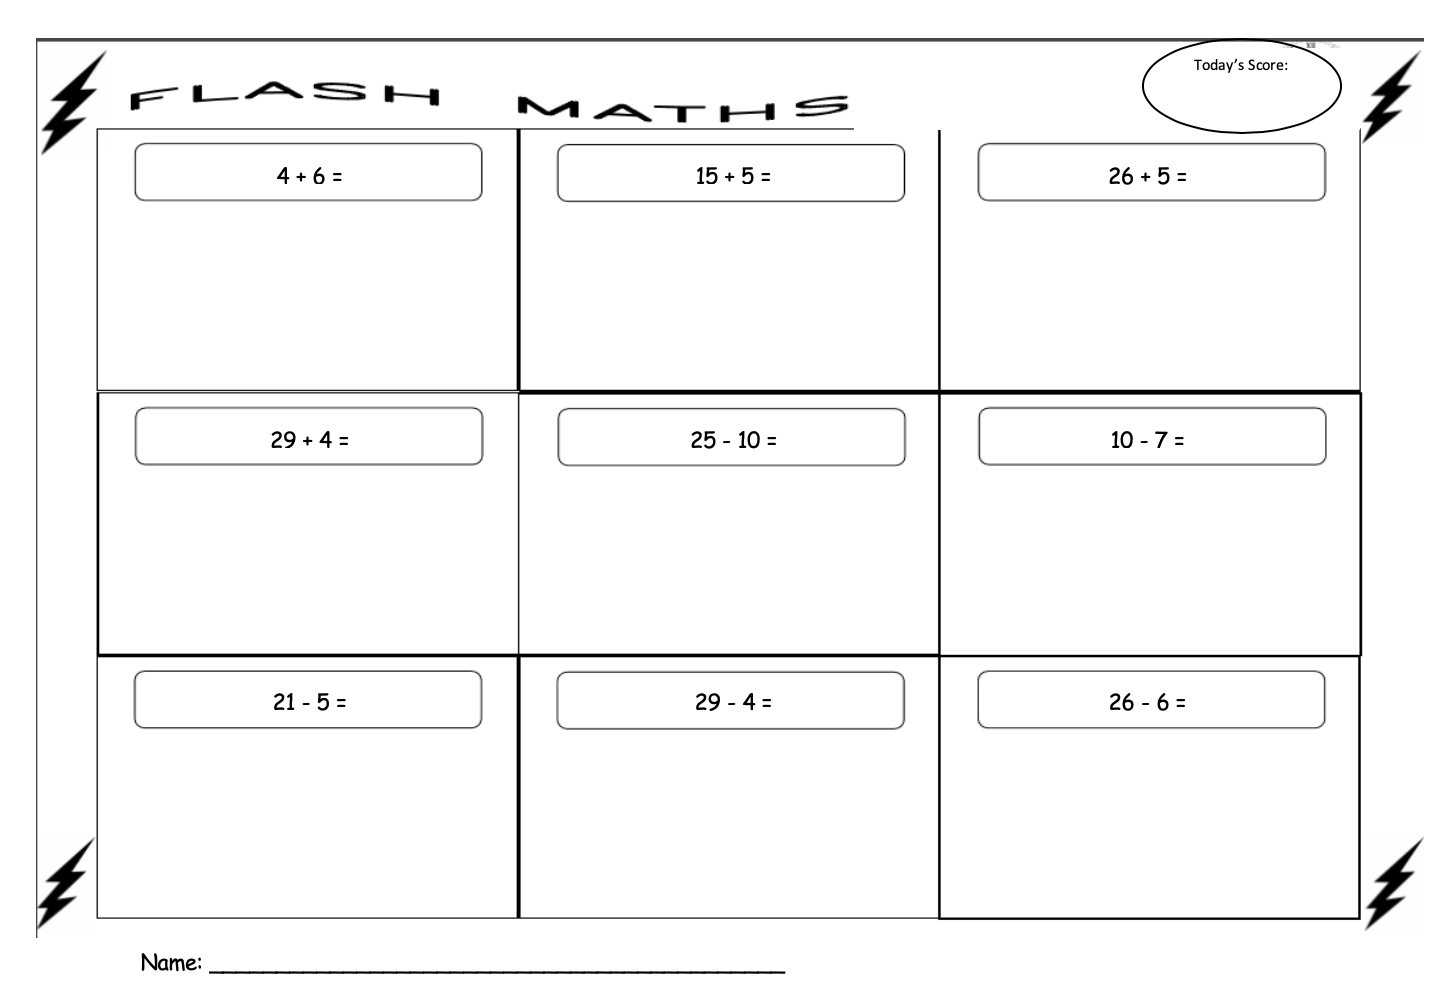 FLASH MATHS
Today's Score:
4 + 6 =
15 + 5 =
26 + 5 =
29 + 4 =
25 - 10 =
10 - 7 =
21 - 5 =
29 - 4 =
26 - 6 =
Name: ______________________________________________